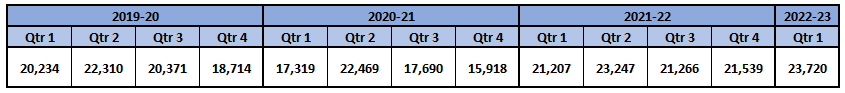 2019-20 2020-21 2021-22 2022-23
Qtr 1 Qtr 2 Qtr 3 Qtr 4 Qtr 1 Qtr 2 Qtr 3 Qtr 4 Qtr 1 Qtr 2 Qtr 3 Qtr 4 Qtr 1
20,234 22,310 20,371 18,714 17,319 22,469 17,690 15,918 21,207 23,247 21,266 21,539 23,720